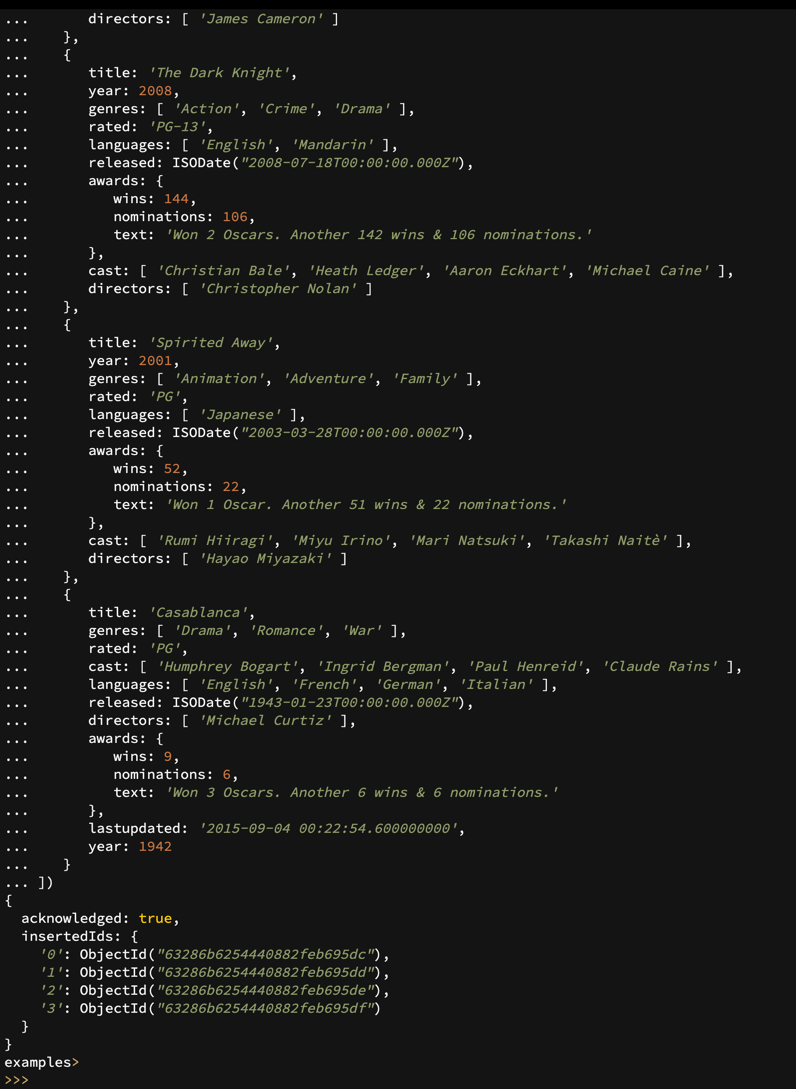 ...       directors: [ 'James Cameron' ]
...    },
...    {
...       title: 'The Dark Knight',
...       year: 2008,
...       genres: [ 'Action', 'Crime', 'Drama' ],
...       rated: 'PG-13',
...       languages: [ 'English', 'Mandarin' ],
...       released: ISODate("2008-07-18T00:00:00.000Z"),
...       awards: {
...          wins: 144,
...          nominations: 106,
...          text: 'Won 2 Oscars. Another 142 wins & 106 nominations.'
...       },
...       cast: [ 'Christian Bale', 'Heath Ledger', 'Aaron Eckhart', 'Michael Caine' ],
...       directors: [ 'Christopher Nolan' ]
...    },
...    {
...       title: 'Spirited Away',
...       year: 2001,
...       genres: [ 'Animation', 'Adventure', 'Family' ],
...       rated: 'PG',
...       languages: [ 'Japanese' ],
...       released: ISODate("2003-03-28T00:00:00.000Z"),
...       awards: {
...          wins: 52,
...          nominations: 22,
...          text: 'Won 1 Oscar. Another 51 wins & 22 nominations.'
...       },
...       cast: [ 'Rumi Hiiragi', 'Miyu Irino', 'Mari Natsuki', 'Takashi Naitè' ],
...       directors: [ 'Hayao Miyazaki' ]
...    },
...    {
...       title: 'Casablanca',
...       genres: [ 'Drama', 'Romance', 'War' ],
...       rated: 'PG',
...       cast: [ 'Humphrey Bogart', 'Ingrid Bergman', 'Paul Henreid', 'Claude Rains' ],
...       languages: [ 'English', 'French', 'German', 'Italian' ],
...       released: ISODate("1943-01-23T00:00:00.000Z"),
...       directors: [ 'Michael Curtiz' ],
...       awards: {
...          wins: 9,
...          nominations: 6,
...          text: 'Won 3 Oscars. Another 6 wins & 6 nominations.'
...       },
...       lastupdated: '2015-09-04 00:22:54.600000000',
...       year: 1942
...    }
... ])
{
  acknowledged: true,
  insertedIds: {
    '0': ObjectId("63286b6254440882feb695dc"),
    '1': ObjectId("63286b6254440882feb695dd"),
    '2': ObjectId("63286b6254440882feb695de"),
    '3': ObjectId("63286b6254440882feb695df")
  }
}
examples>
>>>